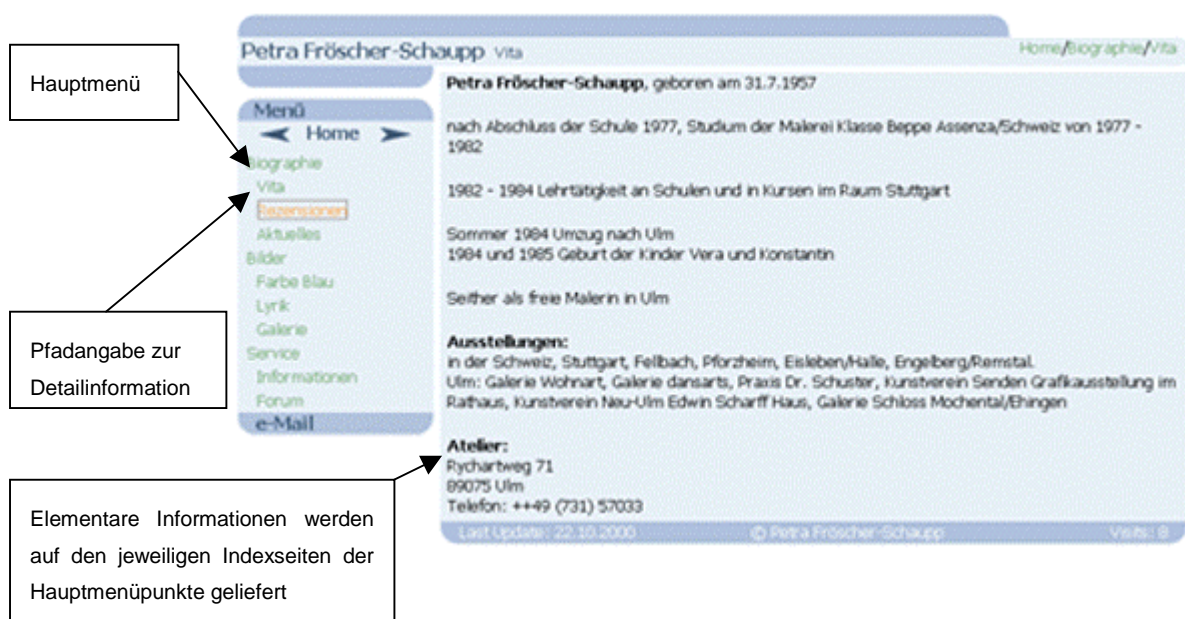 Petra Fröscher-Schaupp Vita
Home/Biographie/Vita
Hauptmenü
Menü
Home
Biographie
Vita
Rezensionen
Aktuelles
Bilder
Farbe Blau
Lyrik
Galerie
Service
Informationen
Forum
e-Mail
Petra Fröscher-Schaupp, geboren am 31.7.1957
nach Abschluss der Schule 1977, Studium der Malerei Klasse Beppe Assenza/Schweiz von 1977 -
1982
1982 - 1984 Lehrtätigkeit an Schulen und in Kursen im Raum Stuttgart
Sommer 1984 Umzug nach Ulm
1984 und 1985 Geburt der Kinder Vera und Konstantin
Seither als freie Malerin in Ulm
Ausstellungen:
in der Schweiz, Stuttgart, Fellbach, Pforzheim, Eisleben/Halle, Engelberg/Remstal.
Ulm: Galerie Wohnart, Galerie dansarts, Praxis Dr. Schuster, Kunstverein Senden Grafikausstellung im
Rathaus, Kunstverein Neu-Ulm Edwin Scharff Haus, Galerie Schloss Mochental/Ehingen
Atelier:
Rychartweg 71
89075 Ulm
Telefon: ++49 (731) 57033
Last Update: 22.10.2000 © Petra Fröscher-Schaupp Visits: 8
Pfadangabe zur
Detailinformation
Elementare Informationen werden
auf den jeweiligen Indexseiten der
Hauptmenüpunkte geliefert